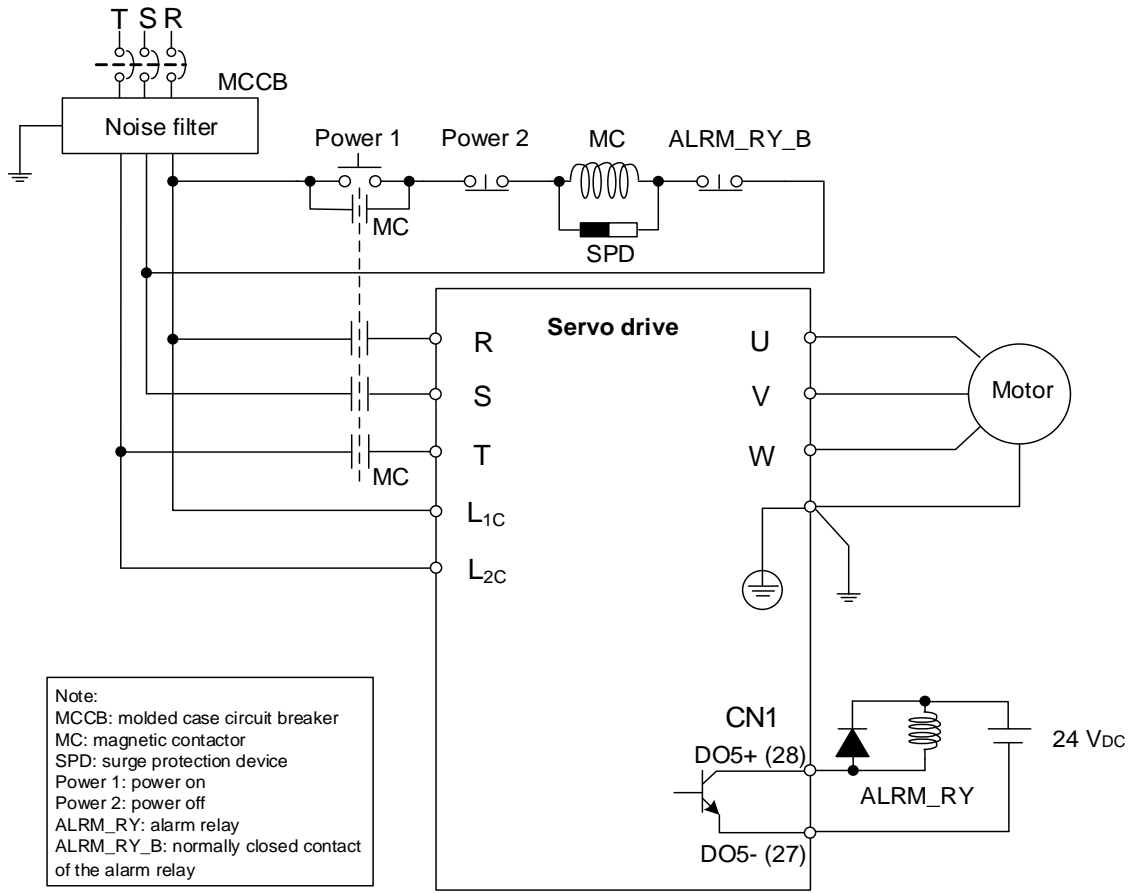 T S R
MCCB
Noise filter
Power 1
Power 2
MC
ALRM_RY_B
MC
SPD
Servo drive
R
U
S
V
Motor
T
W
MC
L1C
L2C
Note:
MCCB: molded case circuit breaker
MC: magnetic contactor
SPD: surge protection device
Power 1: power on
Power 2: power off
ALRM_RY: alarm relay
ALRM_RY_B: normally closed contact
of the alarm relay
CN1
DO5+ (28)
24 VDC
ALRM_RY
DO5- (27)